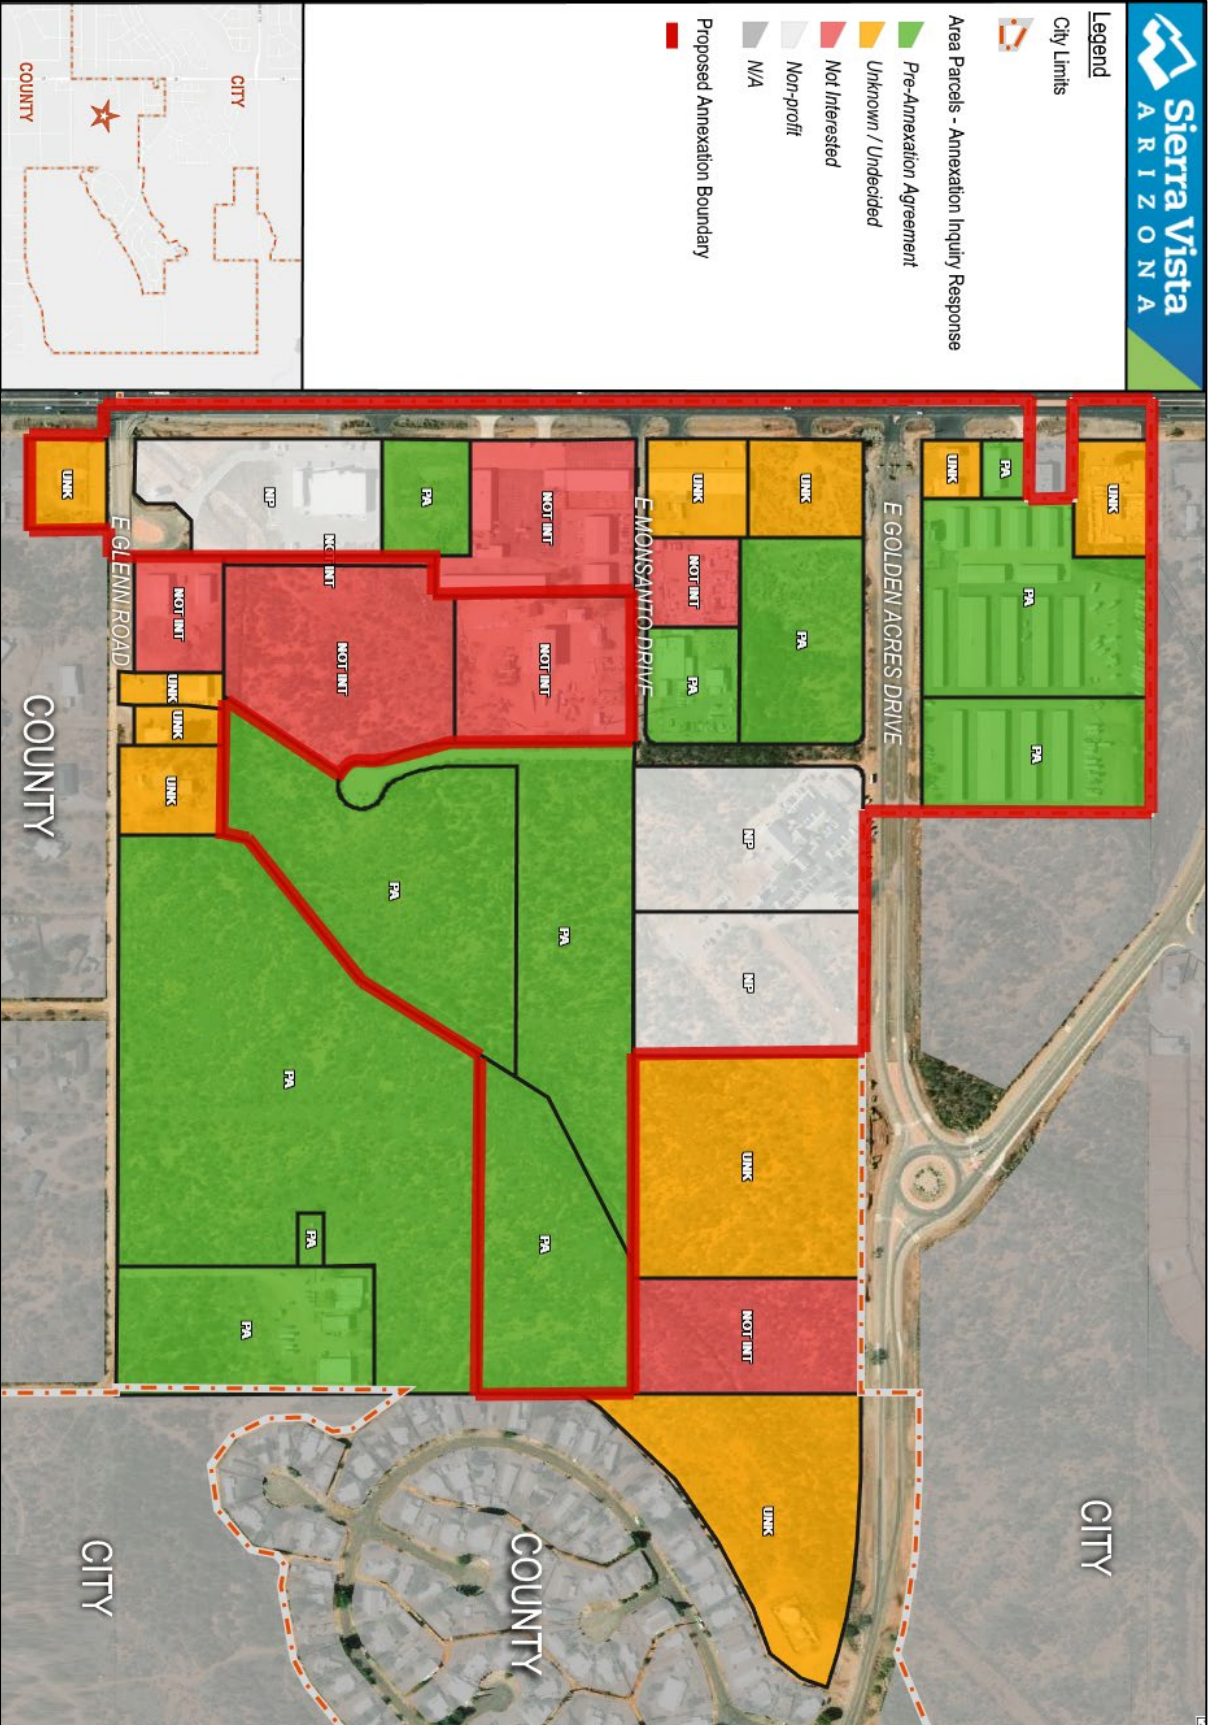 Sierra Vista
ARIZONA
Legend
City Limits
Area Parcels - Annexation Inquiry Response
Pre-Annexation Agreement
Unknown / Undecided
Not Interested
Non-profit
N/A
Proposed Annexation Boundary
CITY
COUNTY
UNK
UNK
PA
UNK
PA
PA
E GOLDEN ACRES DRIVE
UNK
UNK
NOT INT
PA
PA
E MONSANTO DRIVE
NOT INT
PA
NP
NOT INT
NOT INT
NOT INT
NOT INT
E GLENN ROAD
UNK
UNK
UNK
NP
NP
PA
PA
PA
PA
PA
PA
UNK
NOT INT
UNK
COUNTY
CITY
COUNTY
CITY